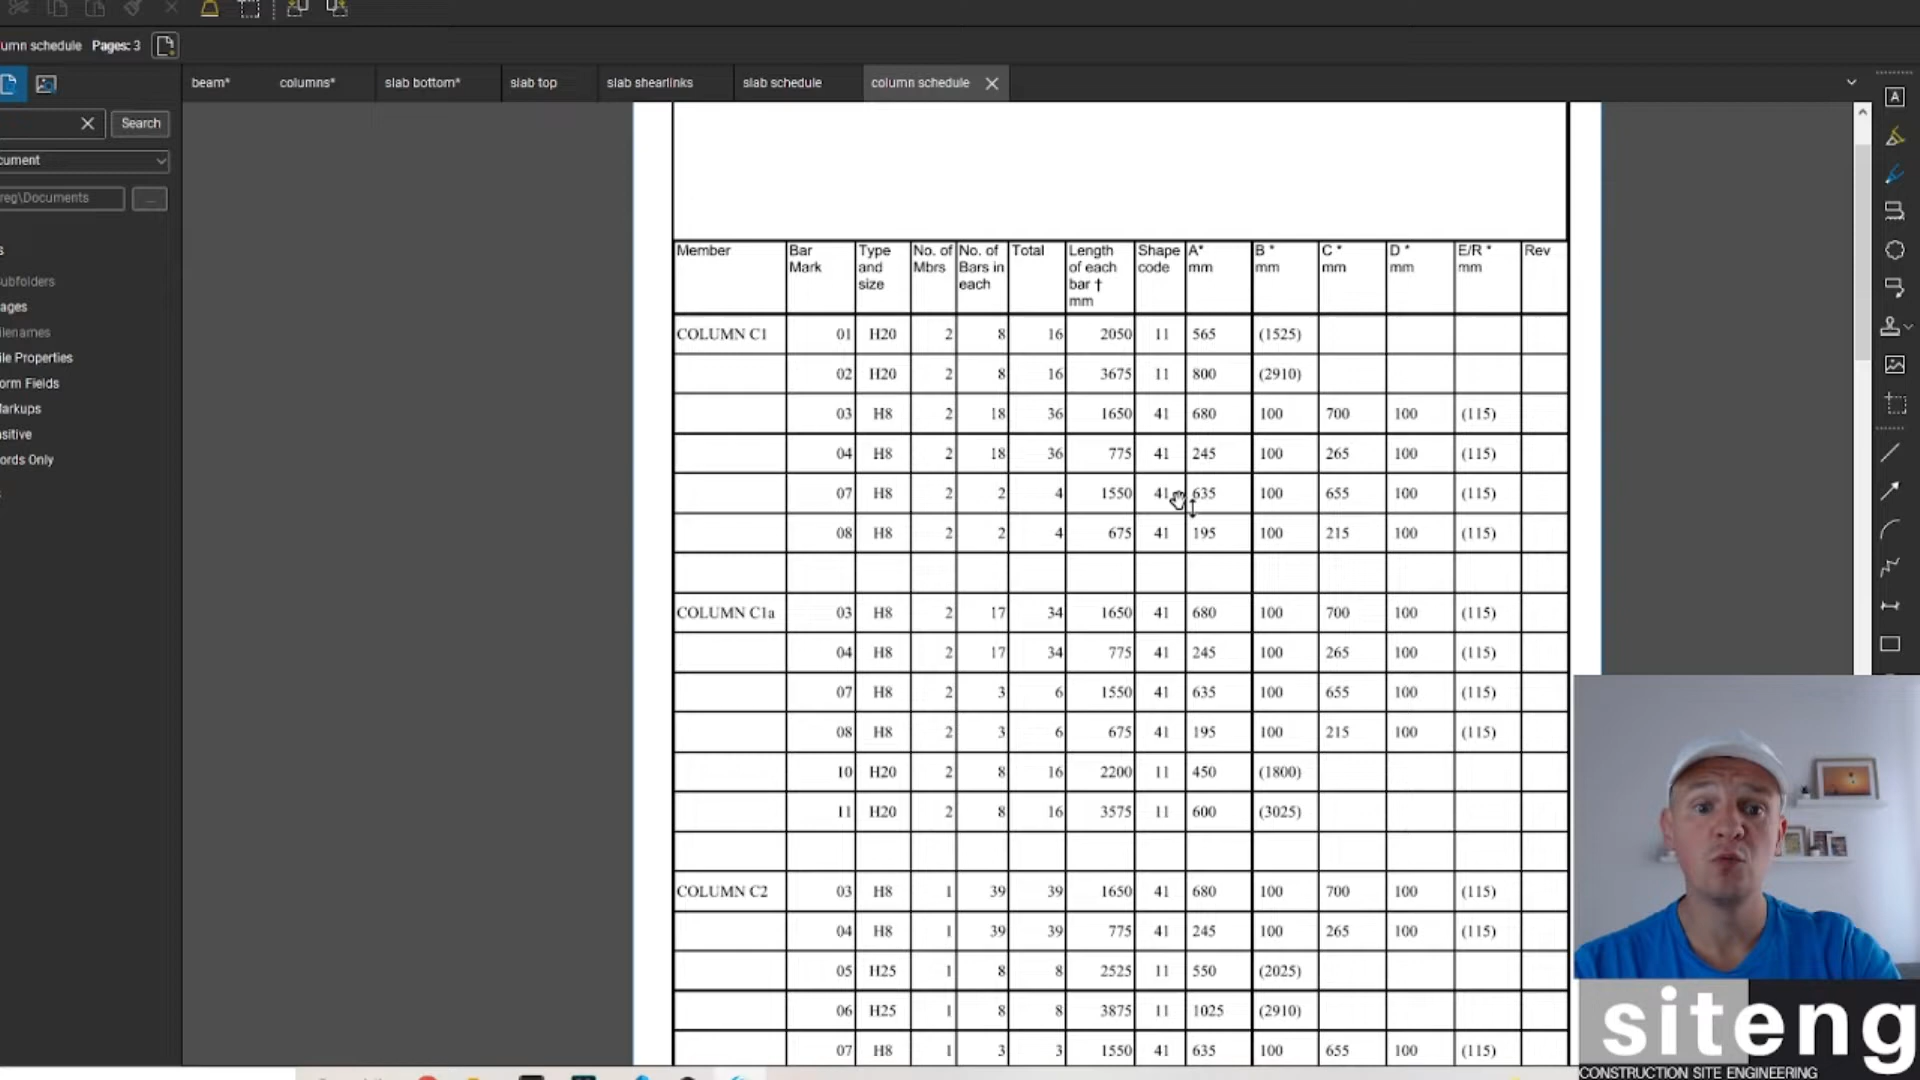 umn schedule Pages: 3
beam* columns* slab bottom* slab top slab shearlinks slab schedule column schedule
Search
cument
reg\Documents ...
s
ubfolders
ages
ilenames
ile Properties
orm Fields
Markups
sitive
ords Only
s
Member Bar Mark Type and size No. of Mbrs No. of Bars in each Total Length of each bar † mm Shape code A* mm B * mm C * mm D * mm E/R * mm Rev
COLUMN C1 01 H20 2 8 16 2050 11 565 (1525)
02 H20 2 8 16 3675 11 800 (2910)
03 H8 2 18 36 1650 41 680 100 700 100 (115)
04 H8 2 18 36 775 41 245 100 265 100 (115)
07 H8 2 2 4 1550 41 635 100 655 100 (115)
08 H8 2 2 4 675 41 195 100 215 100 (115)
COLUMN C1a 03 H8 2 17 34 1650 41 680 100 700 100 (115)
04 H8 2 17 34 775 41 245 100 265 100 (115)
07 H8 2 3 6 1550 41 635 100 655 100 (115)
08 H8 2 3 6 675 41 195 100 215 100 (115)
10 H20 2 8 16 2200 11 450 (1800)
11 H20 2 8 16 3575 11 600 (3025)
COLUMN C2 03 H8 1 39 39 1650 41 680 100 700 100 (115)
04 H8 1 39 39 775 41 245 100 265 100 (115)
05 H25 1 8 8 2525 11 550 (2025)
06 H25 1 8 8 3875 11 1025 (2910)
07 H8 1 3 3 1550 41 635 100 655 100 (115)
siteng
CONSTRUCTION SITE ENGINEERING